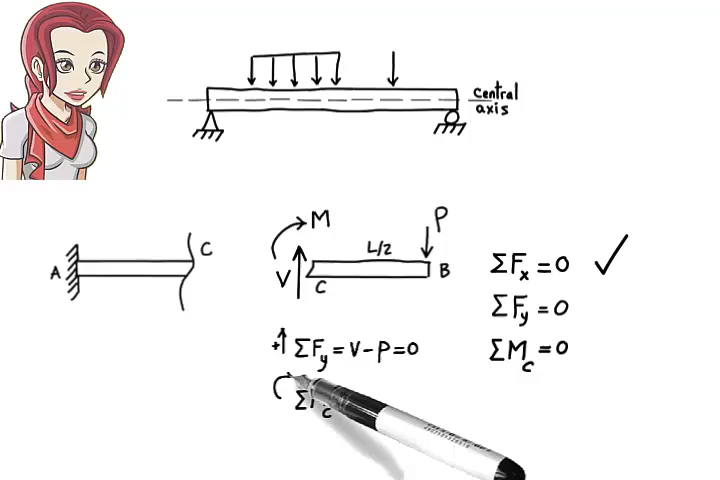 central
axis
M
P
L/2
C
A
V
C
B
ΣFx = 0 ✓
ΣFy = 0
+↑ ΣFy = V - P = 0
ΣMc = 0